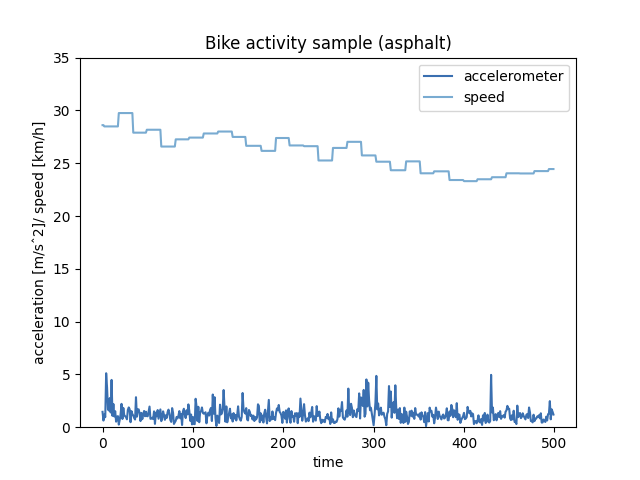 Bike activity sample (asphalt)
accelerometer
speed
acceleration [m/sˆ2]/ speed [km/h]
35
30
25
20
15
10
5
0
0 100 200 300 400 500
time